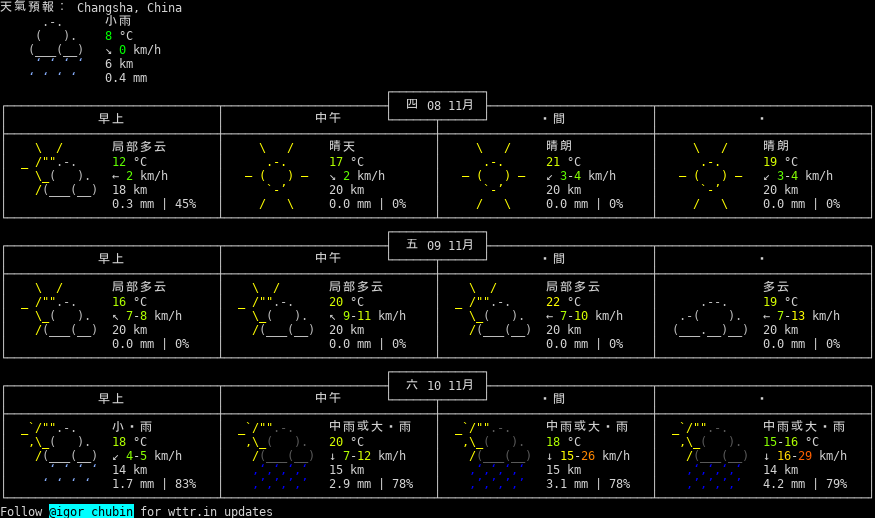 天氣預報： Changsha, China
小雨
8 °C
↘ 0 km/h
6 km
0.4 mm
四 08 11月
早上 中午 ・間 ・
局部多云 晴天 晴朗 晴朗
12 °C 17 °C 21 °C 19 °C
← 2 km/h ↘ 2 km/h ↙ 3-4 km/h ↙ 3-4 km/h
18 km 20 km 20 km 20 km
0.3 mm | 45% 0.0 mm | 0% 0.0 mm | 0% 0.0 mm | 0%
五 09 11月
早上 中午 ・間 ・
局部多云 局部多云 局部多云 多云
16 °C 20 °C 22 °C 19 °C
↖ 7-8 km/h ↖ 9-11 km/h ← 7-10 km/h ← 7-13 km/h
20 km 20 km 20 km 20 km
0.0 mm | 0% 0.0 mm | 0% 0.0 mm | 0% 0.0 mm | 0%
六 10 11月
早上 中午 ・間 ・
小・雨 中雨或大・雨 中雨或大・雨 中雨或大・雨
18 °C 20 °C 18 °C 15-16 °C
↙ 4-5 km/h ↓ 7-12 km/h ↓ 15-26 km/h ↓ 16-29 km/h
14 km 15 km 15 km 14 km
1.7 mm | 83% 2.9 mm | 78% 3.1 mm | 78% 4.2 mm | 79%
Follow @igor_chubin for wttr.in updates